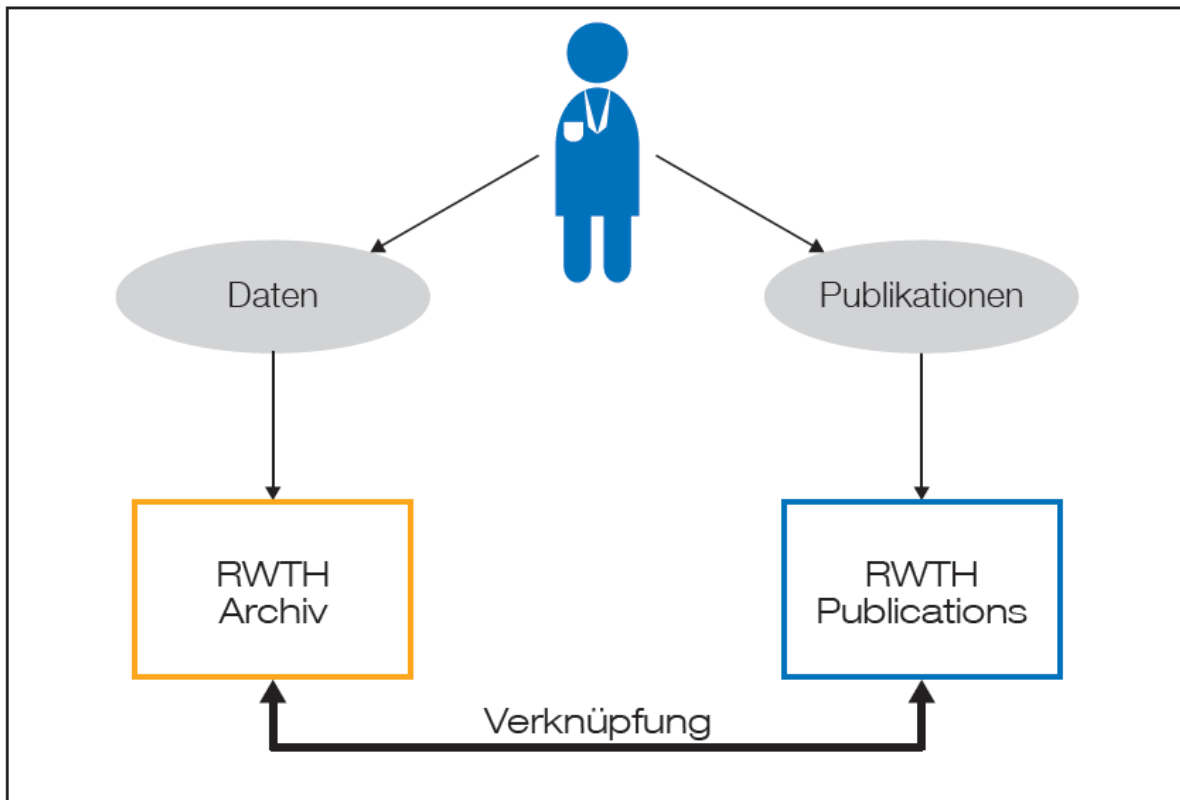 Daten
Publikationen
RWTH
Archiv
RWTH
Publications
Verknüpfung